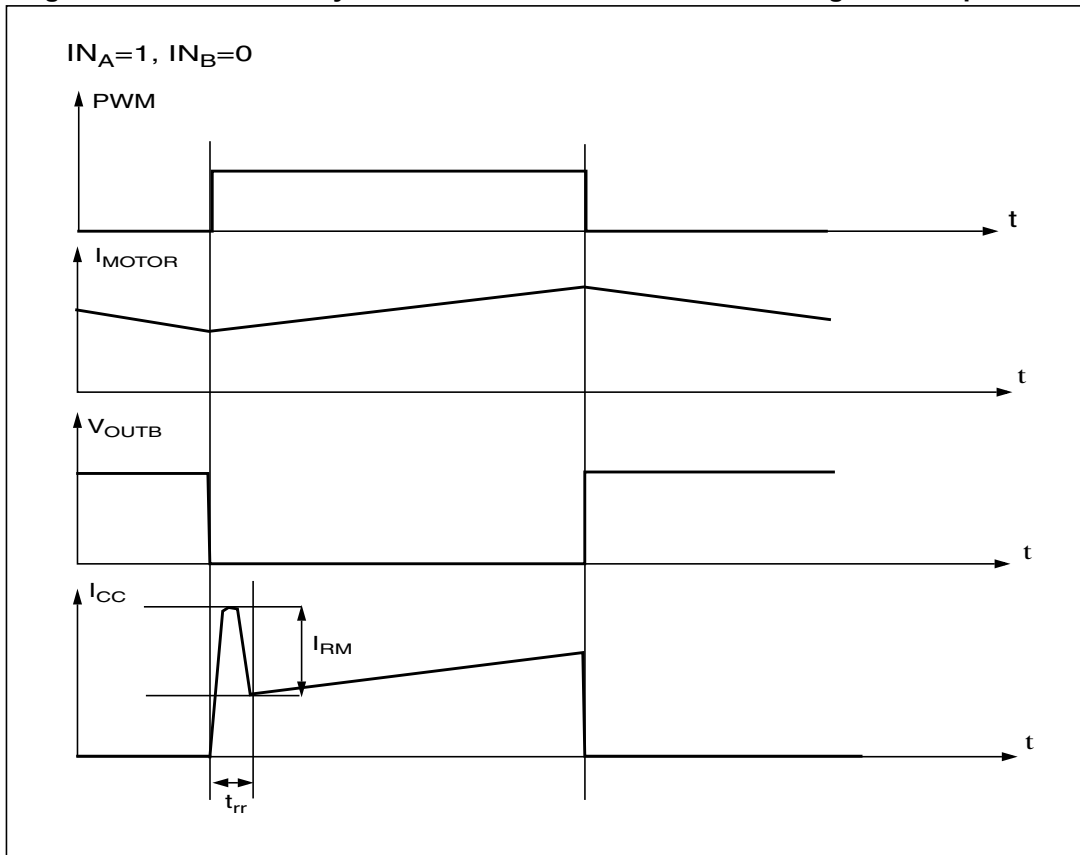 IN_A=1, IN_B=0
PWM
t
I_MOTOR
t
V_OUTB
t
I_CC
I_RM
t
t_rr